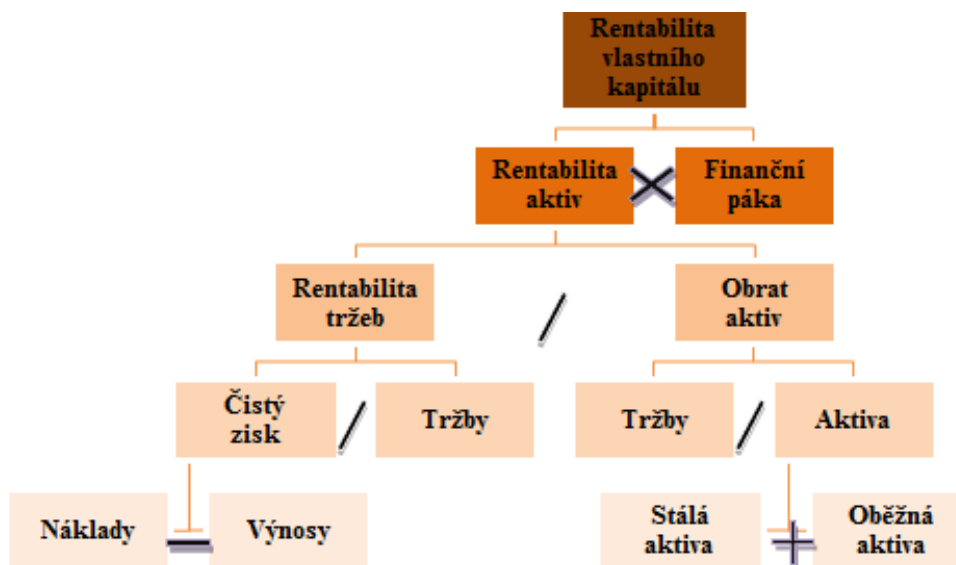 Rentabilita
vlastního
kapitálu
Rentabilita
aktiv
Finanční
páka
Rentabilita
tržeb
/
Obrat
aktiv
Čistý
zisk
/
Tržby
Tržby
/
Aktiva
Náklady
Výnosy
Stálá
aktiva
+
Oběžná
aktiva